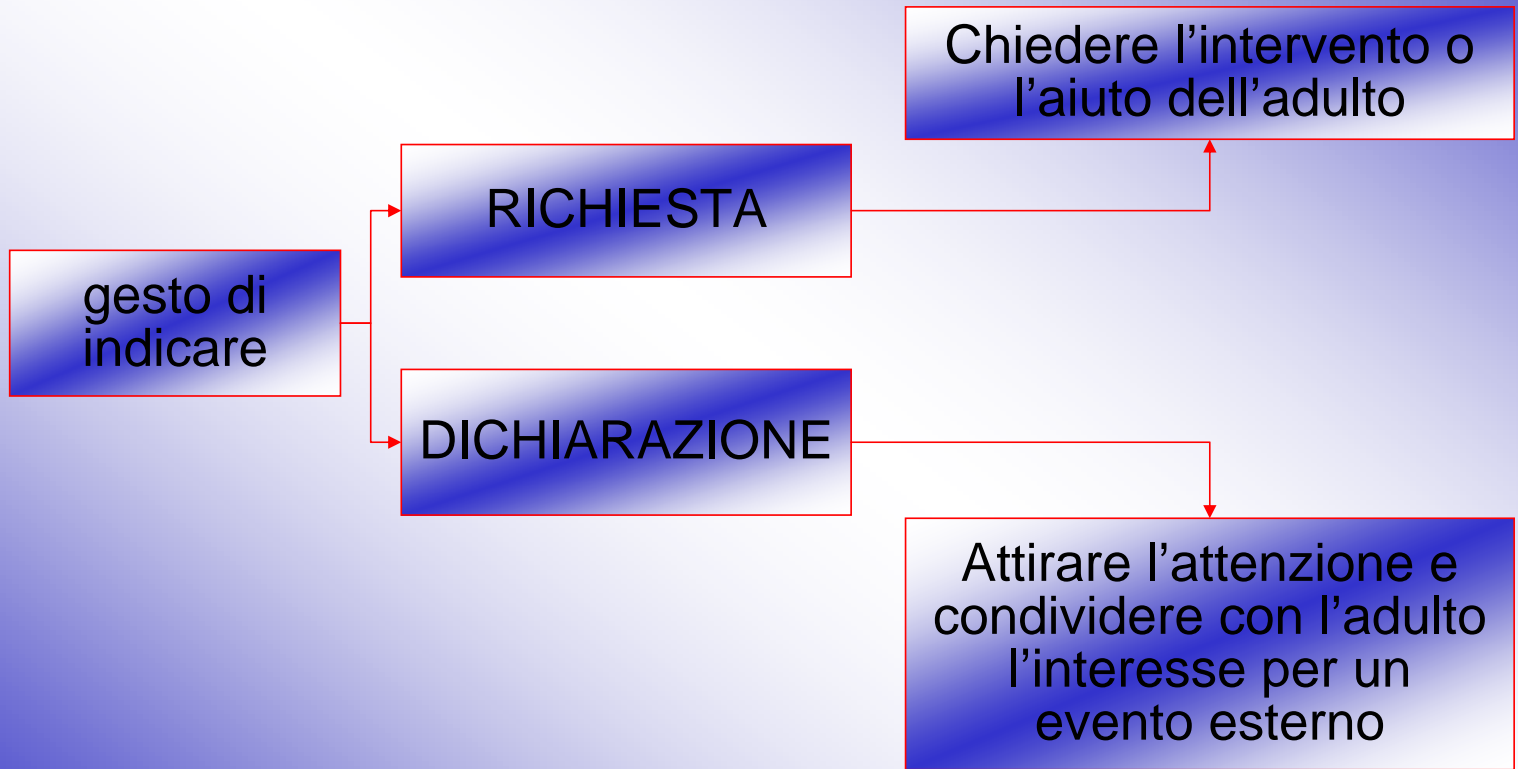 gesto di
indicare
RICHIESTA
Chiedere l’intervento o
l’aiuto dell’adulto
DICHIARAZIONE
Attirare l’attenzione e
condividere con l’adulto
l’interesse per un
evento esterno